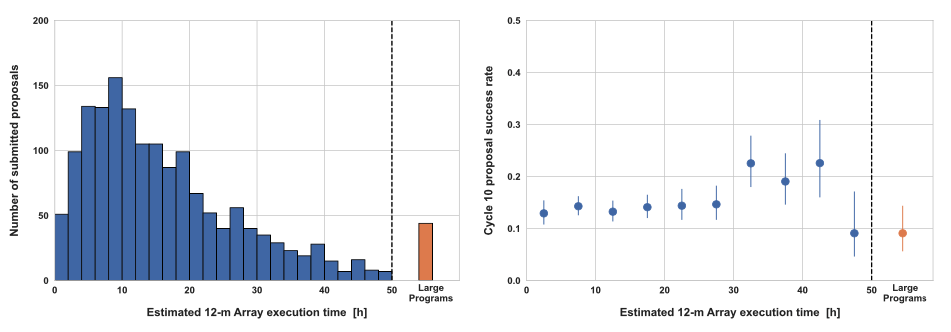 200
150
100
50
0
Number of submitted proposals
0 10 20 30 40 50
Large
Programs
Estimated 12-m Array execution time [h]
0.5
0.4
0.3
0.2
0.1
0.0
Cycle 10 proposal success rate
0 10 20 30 40 50
Large
Programs
Estimated 12-m Array execution time [h]